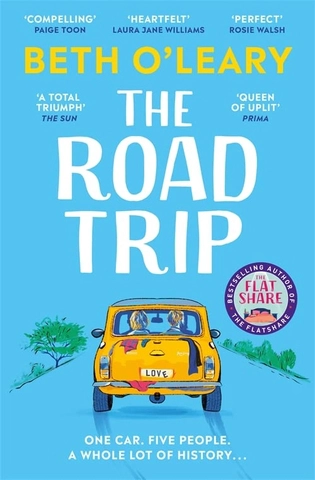 ‘COMPELLING’
PAIGE TOON
‘HEARTFELT’
LAURA JANE WILLIAMS
‘PERFECT’
ROSIE WALSH
BETH O’LEARY
‘A TOTAL
TRIUMPH’
THE SUN
‘QUEEN
OF UPLIT’
PRIMA
THE
ROAD
TRIP
BESTSELLING AUTHOR OF
THE
FLAT
SHARE
THE FLATSHARE
LOVE
ONE CAR. FIVE PEOPLE.
A WHOLE LOT OF HISTORY...